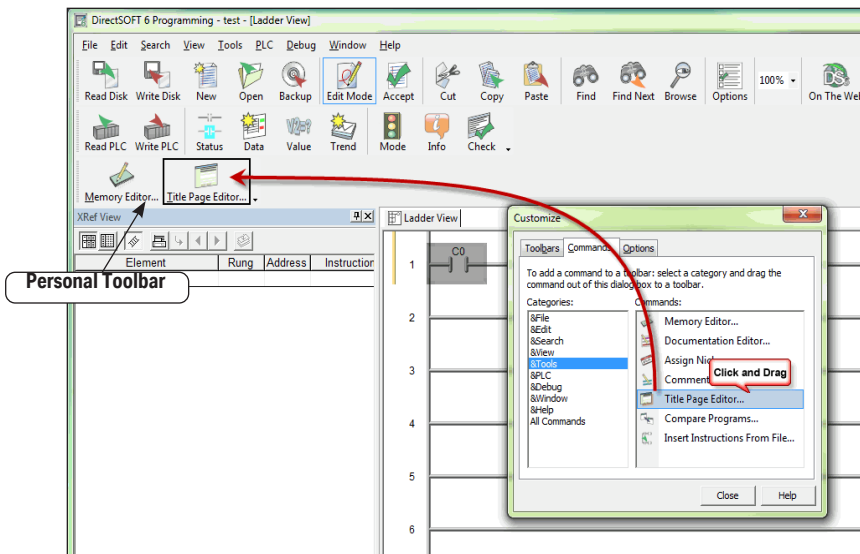 DirectSOFT 6 Programming - test - [Ladder View]
File Edit Search View Tools PLC Debug Window Help
Read Disk Write Disk New Open Backup Edit Mode Accept Cut Copy Paste Find Find Next Browse Options 100% On The We
Read PLC Write PLC Status Data Value Trend Mode Info Check
Memory Editor... Title Page Editor...
XRef View
Ladder View
Element Rung Address Instruction
Personal Toolbar
C0
1
2
3
4
5
6
Customize
Toolbars Commands Options
To add a command to a toolbar: select a category and drag the
command out of this dialog box to a toolbar.
Categories:
&File
&Edit
&Search
&View
&Tools
&PLC
&Debug
&Window
&Help
All Commands
Commands:
Memory Editor...
Documentation Editor...
Assign
Comment
Title Page Editor...
Compare Programs...
Insert Instructions From File...
Click and Drag
Close Help